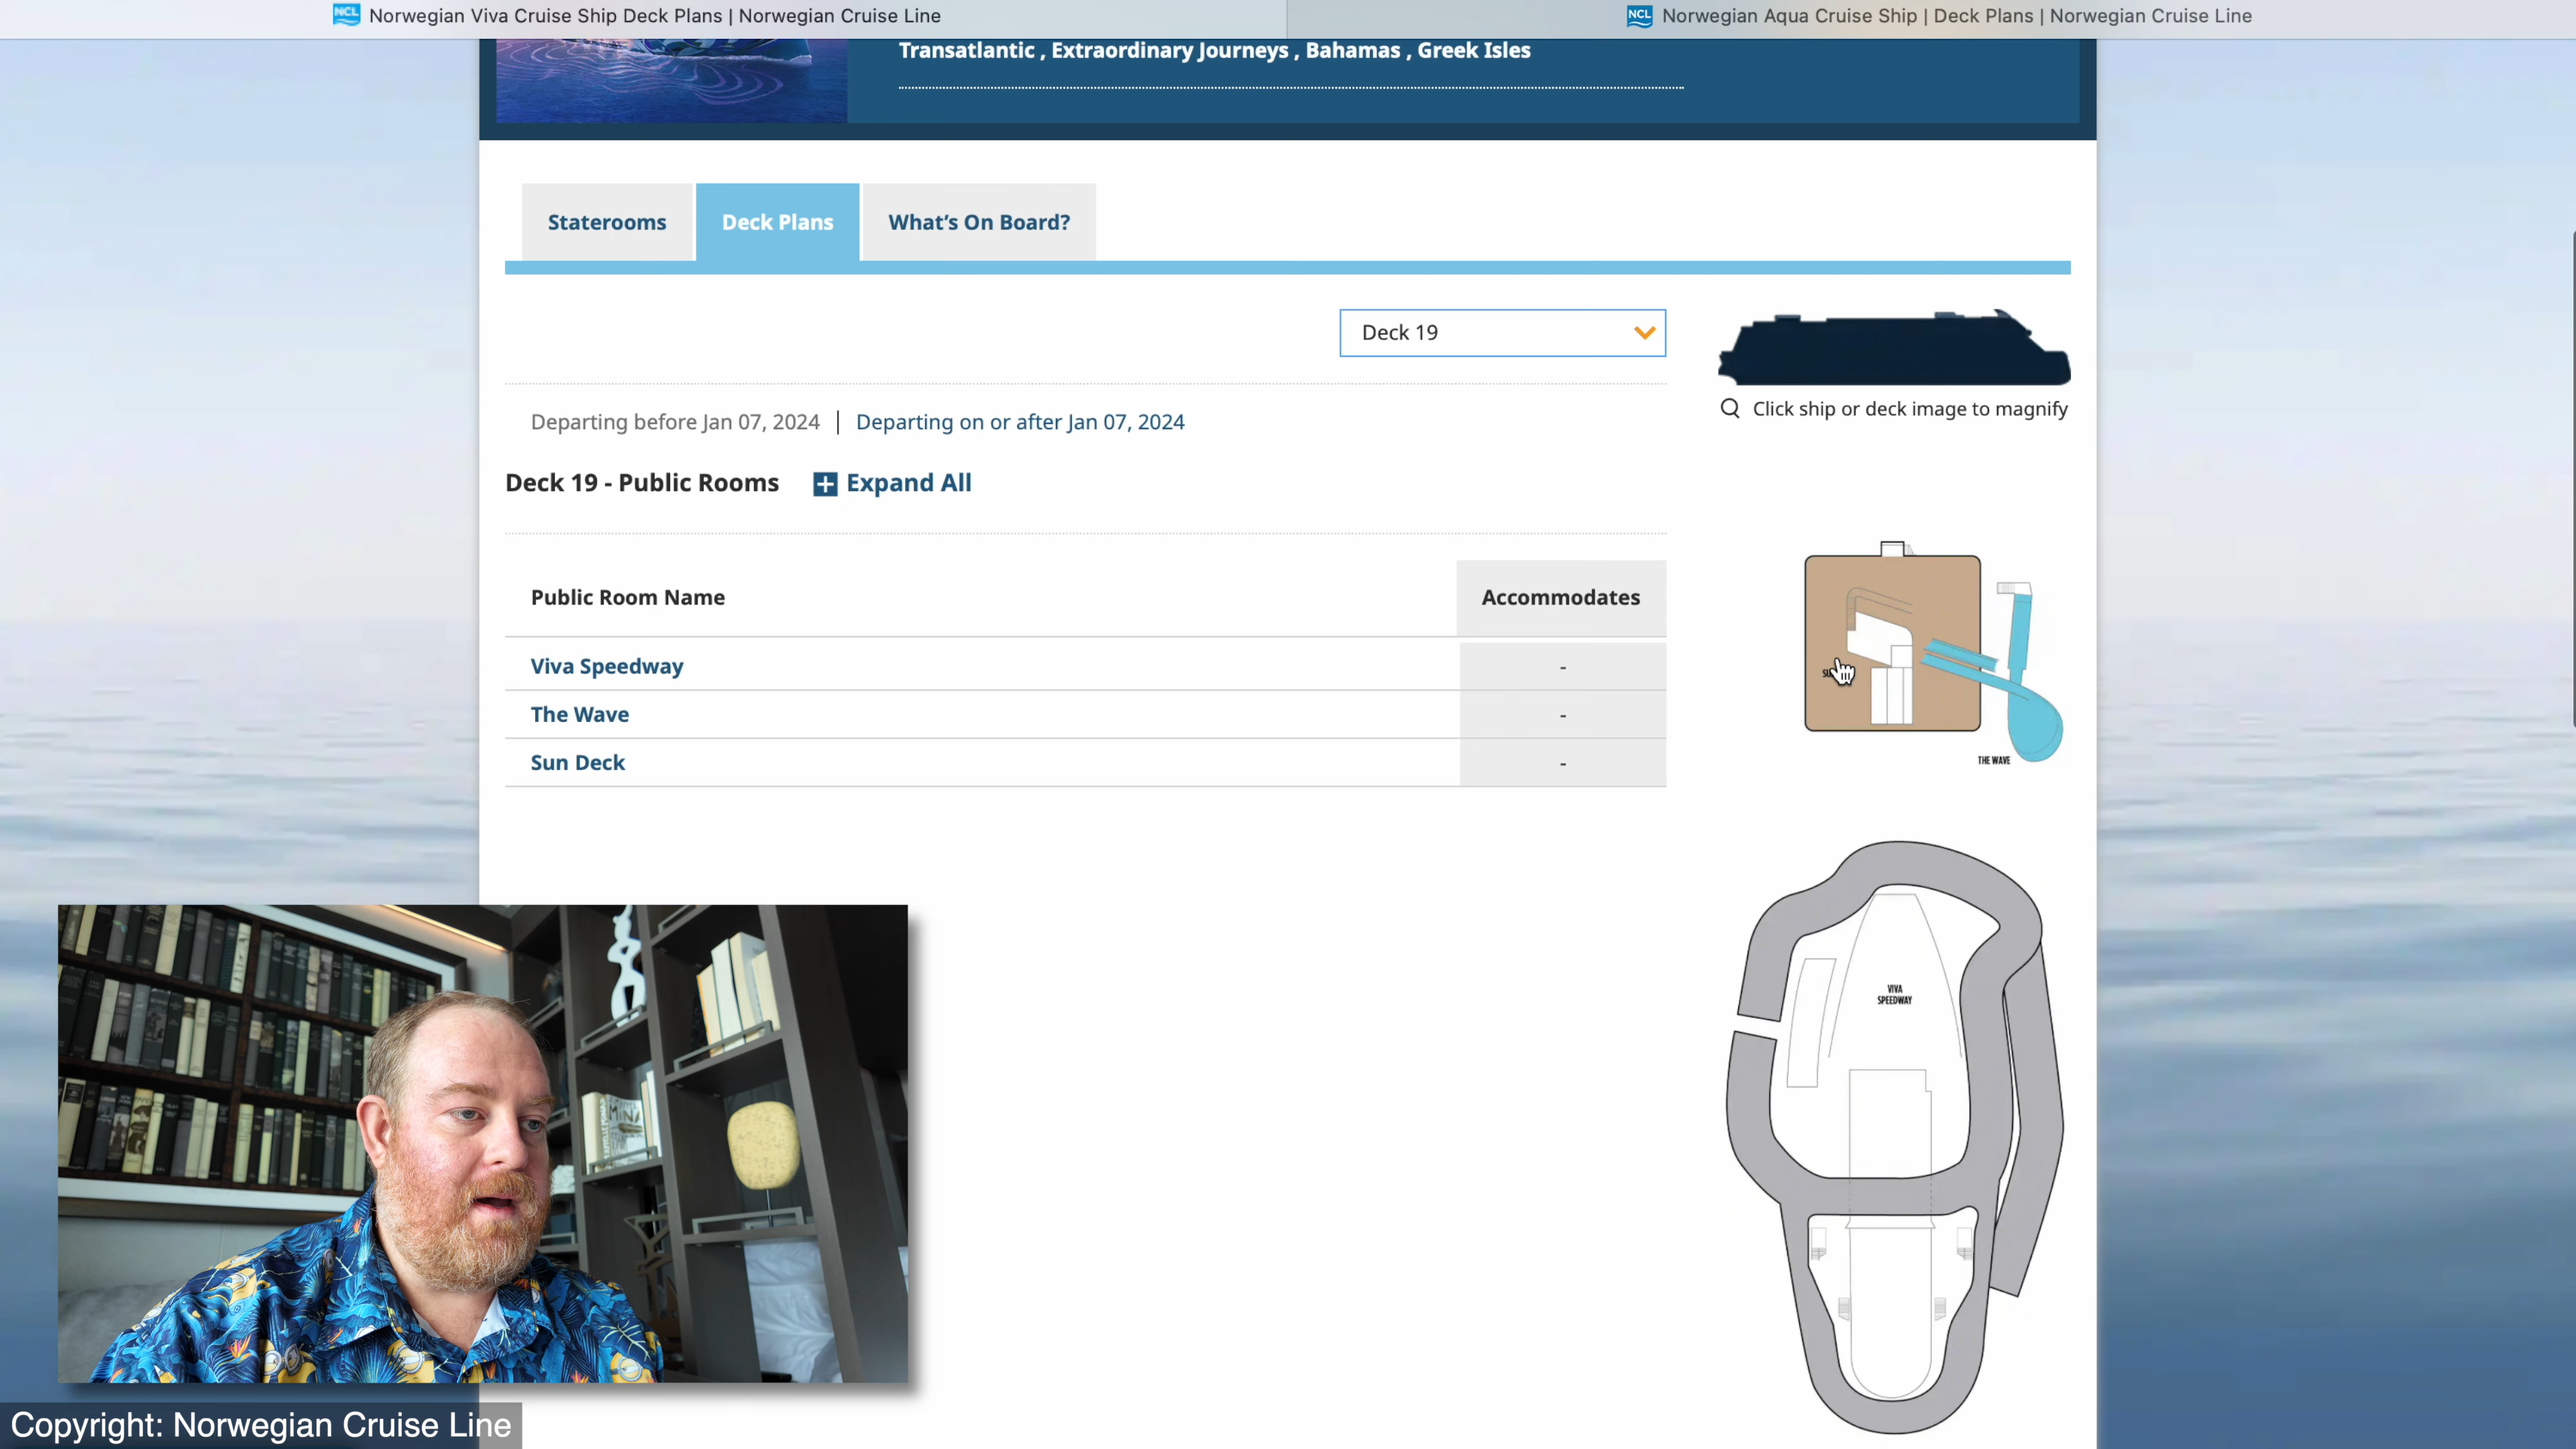 NCL Norwegian Viva Cruise Ship Deck Plans | Norwegian Cruise Line
NCL Norwegian Aqua Cruise Ship | Deck Plans | Norwegian Cruise Line
Transatlantic , Extraordinary Journeys , Bahamas , Greek Isles
Staterooms
Deck Plans
What's On Board?
Deck 19
Click ship or deck image to magnify
Departing before Jan 07, 2024 | Departing on or after Jan 07, 2024
Deck 19 - Public Rooms
Expand All
Public Room Name
Accommodates
Viva Speedway
-
The Wave
-
Sun Deck
-
THE WAVE
VIVA
SPEEDWAY
Copyright: Norwegian Cruise Line